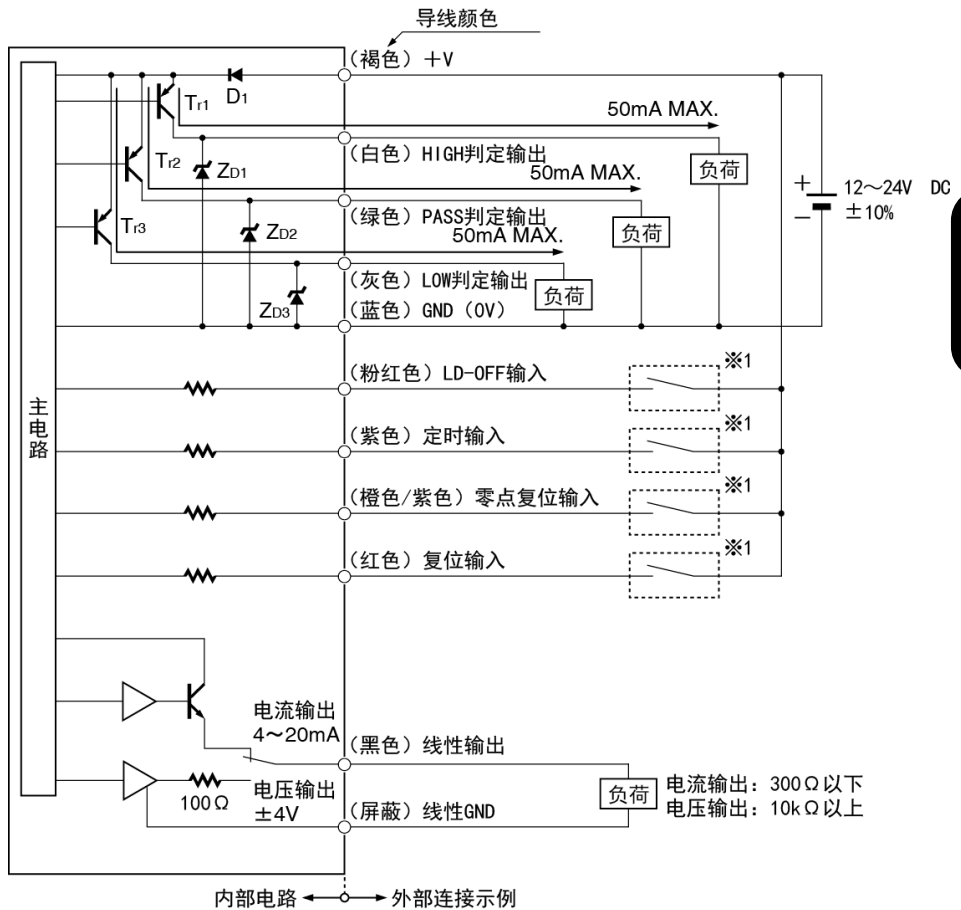 导线颜色
（褐色）＋V
D1
Tr1
50mA MAX.
（白色）HIGH判定输出
负荷
Tr2
ZD1
50mA MAX.
＋
12～24V DC
－
±10%
（绿色）PASS判定输出
负荷
Tr3
ZD2
50mA MAX.
（灰色）LOW判定输出
负荷
ZD3
（蓝色）GND（0V）
※1
（粉红色）LD-OFF输入
主电路
※1
（紫色）定时输入
※1
（橙色/紫色）零点复位输入
※1
（红色）复位输入
电流输出
4～20mA
（黑色）线性输出
100Ω
电压输出
±4V
负荷
电流输出：300Ω以下
电压输出：10kΩ以上
（屏蔽）线性GND
内部电路
外部连接示例